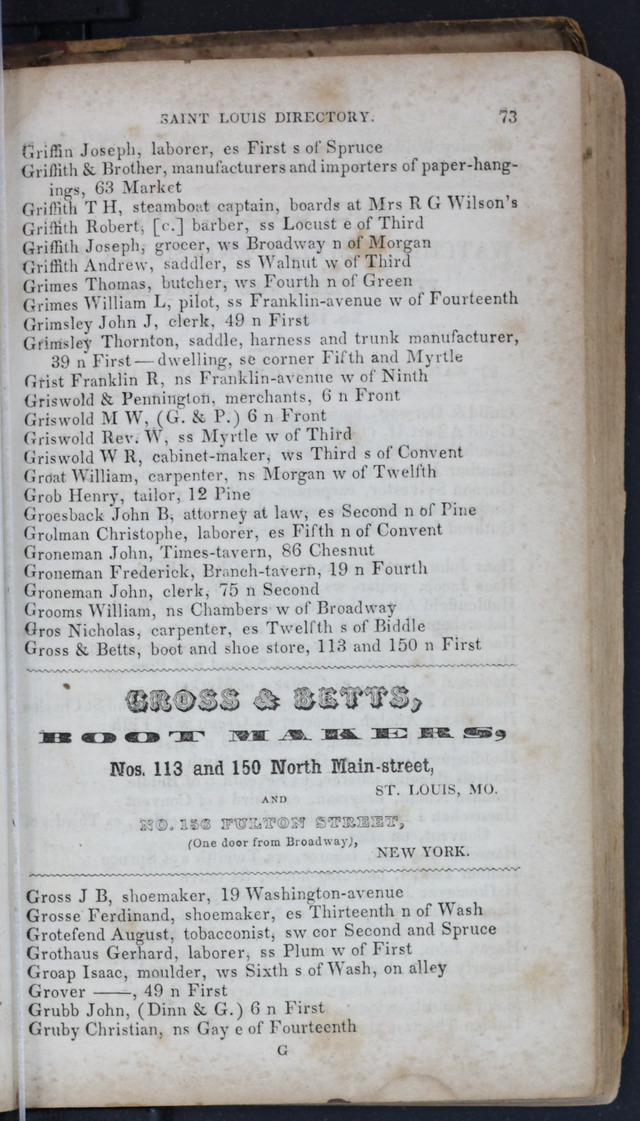 SAINT LOUIS DIRECTORY. 73
Griffin Joseph, laborer, es First s of Spruce
Griffith & Brother, manufacturers and importers of paper-hang-
ings, 63 Market
Griffith T H, steamboat captain, boards at Mrs R G Wilson's
Griffith Robert, [c.] barber, ss Locust e of Third
Griffith Joseph, grocer, ws Broadway n of Morgan
Griffith Andrew, saddler, ss Walnut w of Third
Grimes Thomas, butcher, ws Fourth n of Green
Grimes William L, pilot, ss Franklin-avenue w of Fourteenth
Grimsley John J, clerk, 49 n First
Grimsley Thornton, saddle, harness and trunk manufacturer,
39 n First — dwelling, se corner Fifth and Myrtle
Grist Franklin R, ns Franklin-avenue w of Ninth
Griswold & Pennington, merchants, 6 n Front
Griswold M W, (G. & P.) 6 n Front
Griswold Rev. W, ss Myrtle w of Third
Griswold W R, cabinet-maker, ws Third s of Convent
Groat William, carpenter, ns Morgan w of Twelfth
Grob Henry, tailor, 12 Pine
Groesback John B, attorney at law, es Second n of Pine
Grolman Christophe, laborer, es Fifth n of Convent
Groneman John, Times-tavern, 86 Chesnut
Groneman Frederick, Branch-tavern, 19 n Fourth
Groneman John, clerk, 75 n Second
Grooms William, ns Chambers w of Broadway
Gros Nicholas, carpenter, es Twelfth s of Biddle
Gross & Betts, boot and shoe store, 113 and 150 n First
GROSS & BETTS,
BOOT MAKERS,
Nos. 113 and 150 North Main-street,
ST. LOUIS, MO.
AND
NO. 156 FULTON STREET,
(One door from Broadway),
NEW YORK.
Gross J B, shoemaker, 19 Washington-avenue
Grosse Ferdinand, shoemaker, es Thirteenth n of Wash
Grotefend August, tobacconist, sw cor Second and Spruce
Grothaus Gerhard, laborer, ss Plum w of First
Groap Isaac, moulder, ws Sixth s of Wash, on alley
Grover ——, 49 n First
Grubb John, (Dinn & G.) 6 n First
Gruby Christian, ns Gay e of Fourteenth
G